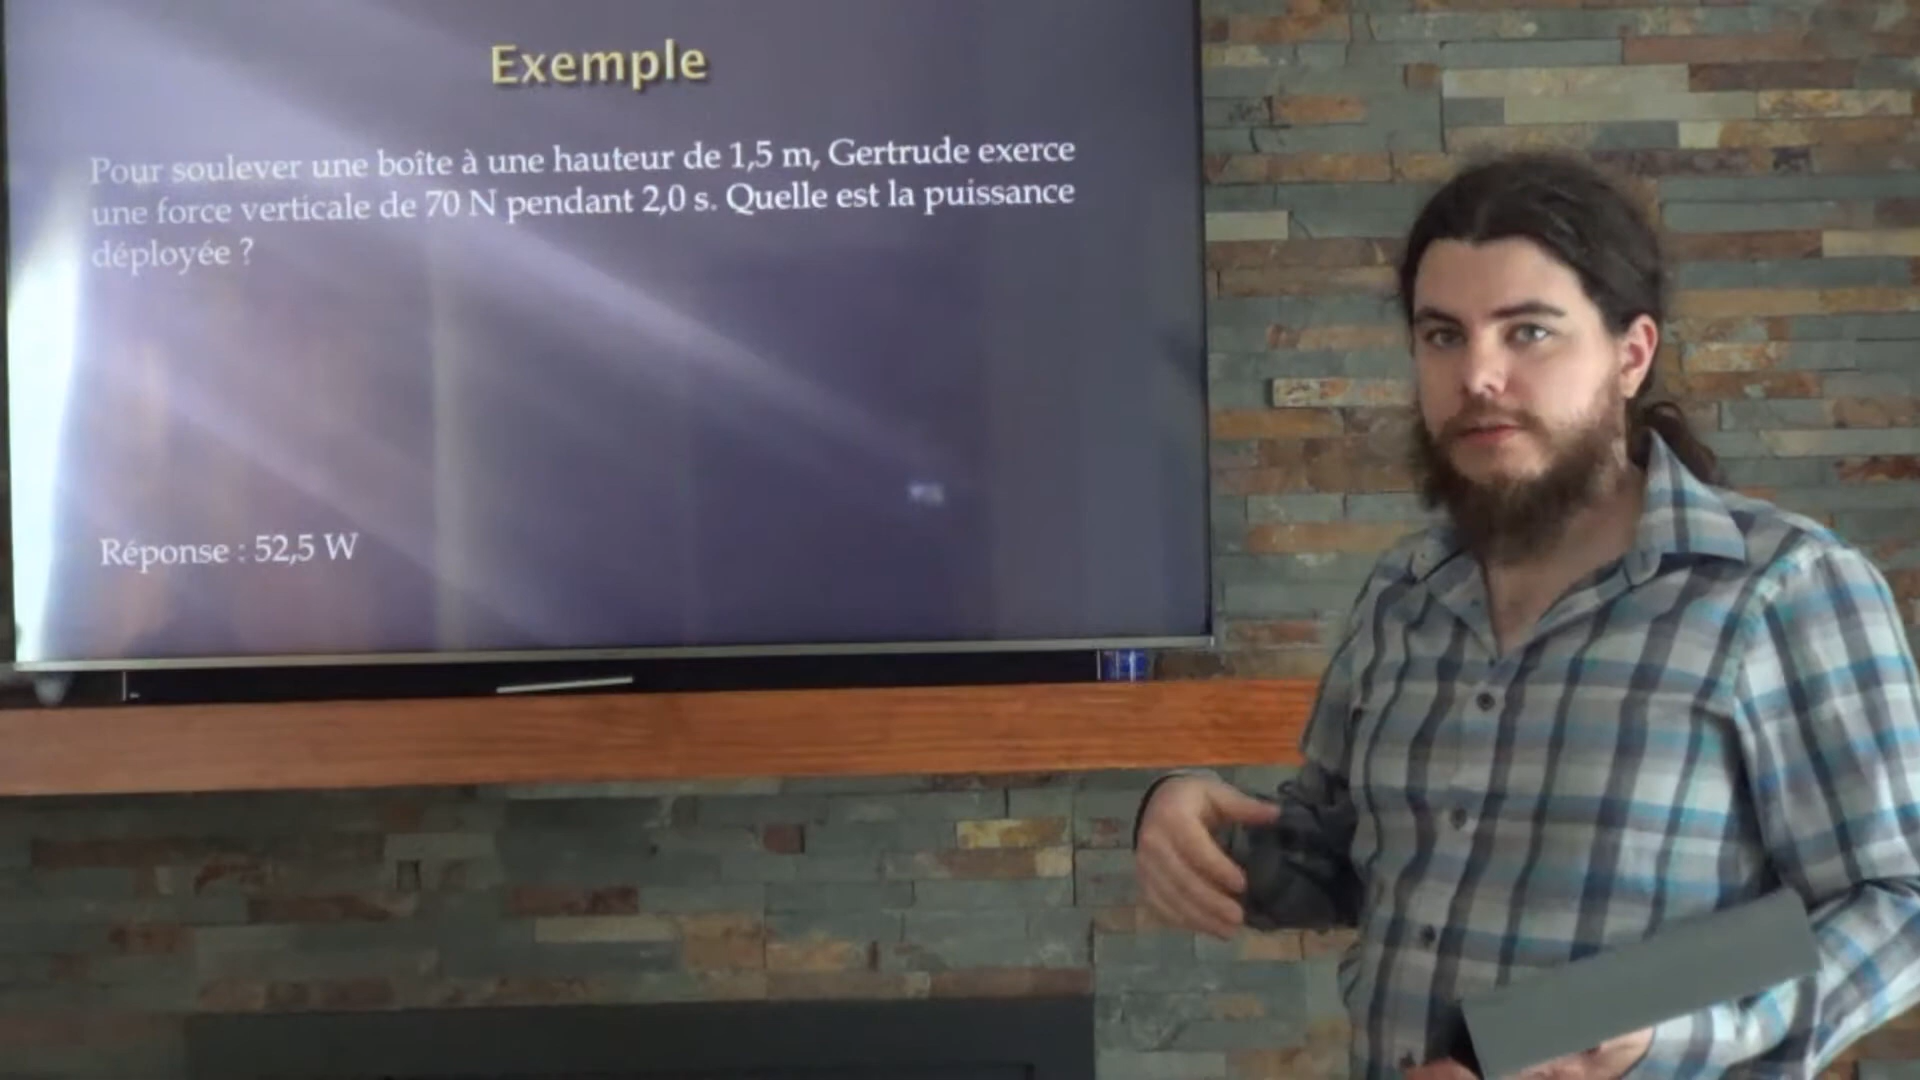 Exemple
Pour soulever une boîte à une hauteur de 1,5 m, Gertrude exerce
une force verticale de 70 N pendant 2,0 s. Quelle est la puissance
déployée ?
Réponse : 52,5 W